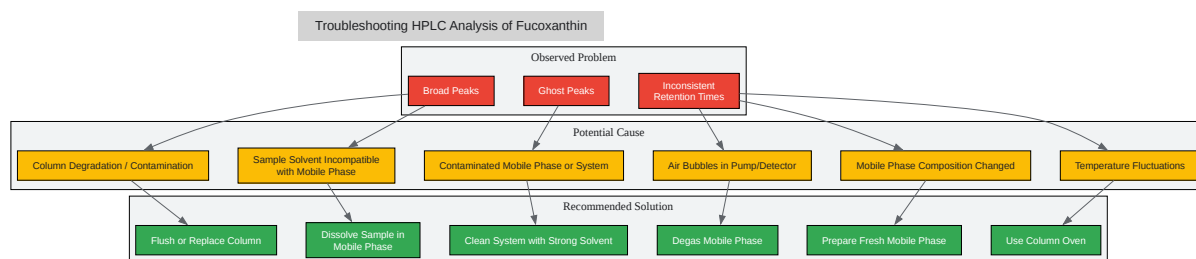 Troubleshooting HPLC Analysis of Fucoxanthin
Observed Problem
Broad Peaks
Ghost Peaks
Inconsistent
Retention Times
Potential Cause
Column Degradation / Contamination
Sample Solvent Incompatible
with Mobile Phase
Contaminated Mobile Phase or System
Air Bubbles in Pump/Detector
Mobile Phase Composition Changed
Temperature Fluctuations
Recommended Solution
Flush or Replace Column
Dissolve Sample in
Mobile Phase
Clean System with Strong Solvent
Degas Mobile Phase
Prepare Fresh Mobile Phase
Use Column Oven